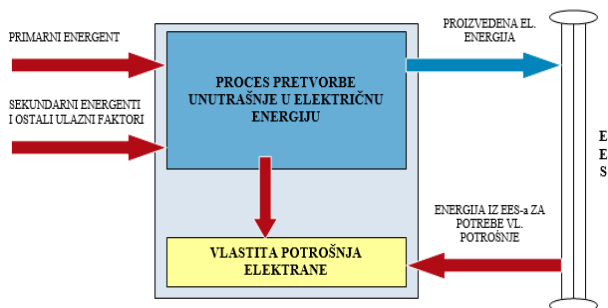 PRIMARNI ENERGENT
SEKUNDARNI ENERGENTI
I OSTALI ULAZNI FAKTORI
PROCES PRETVORBE
UNUTRAŠNJE U ELEKTRIČNU
ENERGIJU
VLASTITA POTROŠNJA
ELEKTRANE
PROIZVEDENA EL.
ENERGIJA
ENERGIJA IZ EES-a ZA
POTREBE VL.
POTROŠNJE
E
E
S